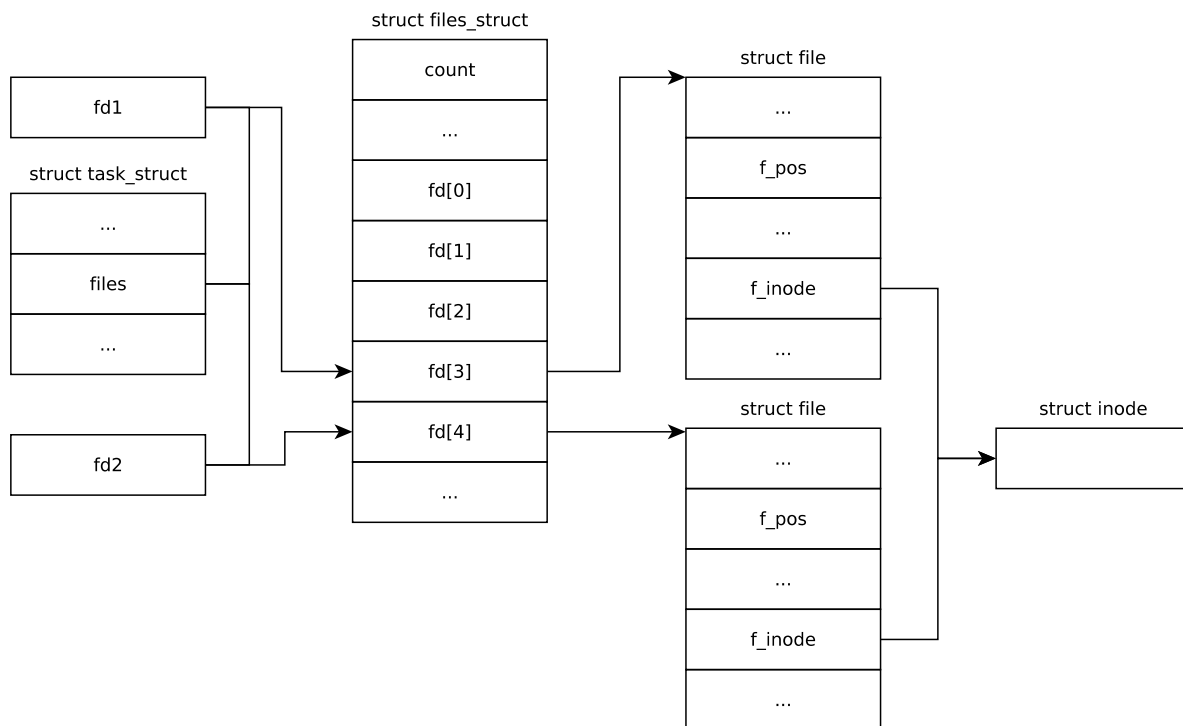 fd1
struct task_struct
...
files
...
fd2
struct files_struct
count
...
fd[0]
fd[1]
fd[2]
fd[3]
fd[4]
...
struct file
...
f_pos
...
f_inode
...
struct file
...
f_pos
...
f_inode
...
struct inode